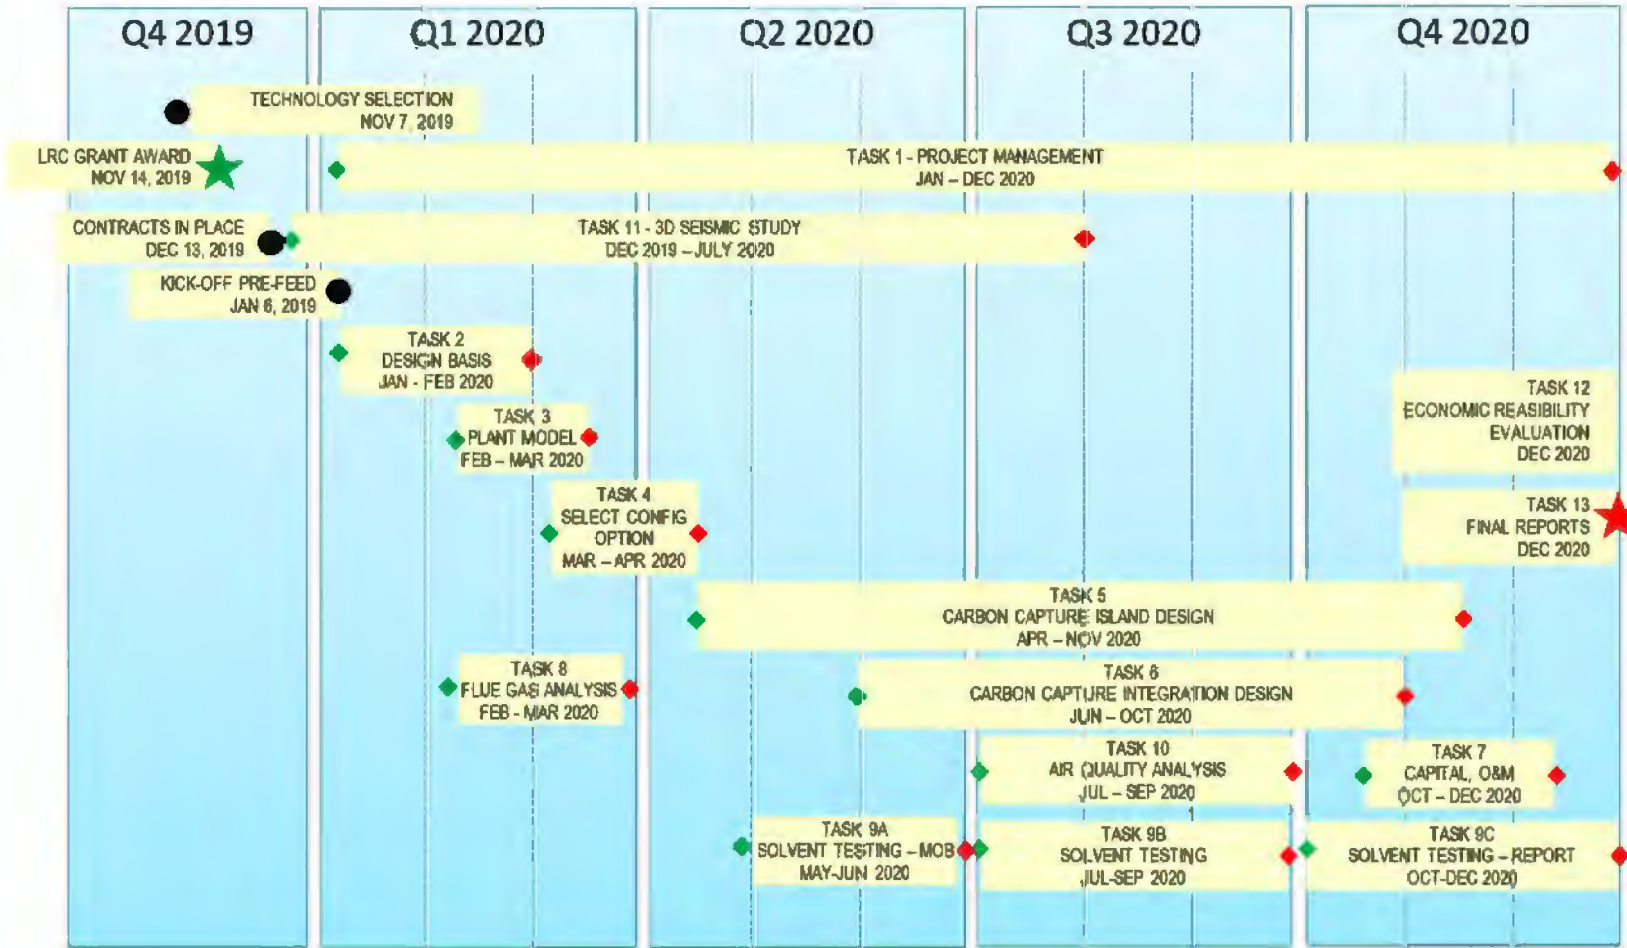 Q4 2019
Q1 2020
Q2 2020
Q3 2020
Q4 2020
TECHNOLOGY SELECTION
NOV 7, 2019
LRC GRANT AWARD
NOV 14, 2019
TASK 1 - PROJECT MANAGEMENT
JAN – DEC 2020
CONTRACTS IN PLACE
DEC 13, 2019
TASK 11 - 3D SEISMIC STUDY
DEC 2019 – JULY 2020
KICK-OFF PRE-FEED
JAN 6, 2019
TASK 2
DESIGN BASIS
JAN - FEB 2020
TASK 3
PLANT MODEL
FEB – MAR 2020
TASK 12
ECONOMIC REASIBILITY
EVALUATION
DEC 2020
TASK 4
SELECT CONFIG
OPTION
MAR – APR 2020
TASK 13
FINAL REPORTS
DEC 2020
TASK 5
CARBON CAPTURE ISLAND DESIGN
APR – NOV 2020
TASK 8
FLUE GAS ANALYSIS
FEB - MAR 2020
TASK 6
CARBON CAPTURE INTEGRATION DESIGN
JUN – OCT 2020
TASK 10
AIR QUALITY ANALYSIS
JUL – SEP 2020
TASK 7
CAPITAL, O&M
OCT – DEC 2020
TASK 9A
SOLVENT TESTING – MOB
MAY-JUN 2020
TASK 9B
SOLVENT TESTING
JUL-SEP 2020
TASK 9C
SOLVENT TESTING – REPORT
OCT-DEC 2020